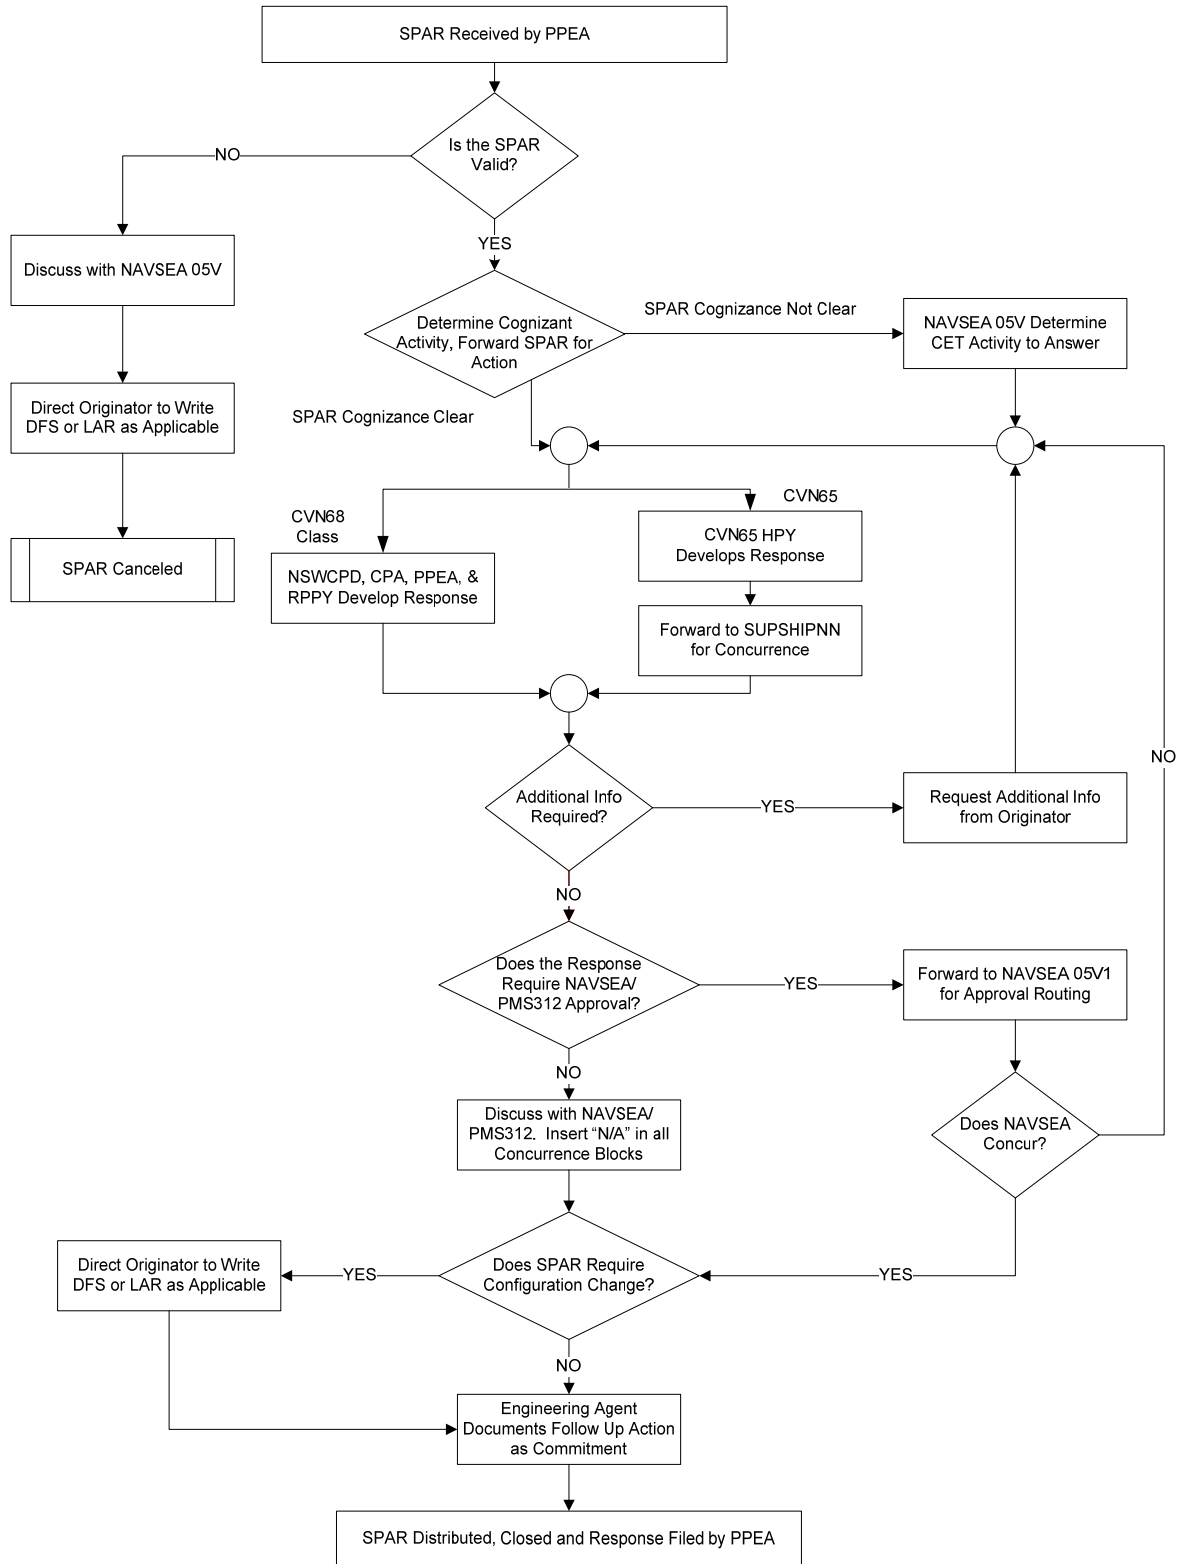 SPAR Received by PPEA
Is the SPAR
Valid?
NO
YES
Discuss with NAVSEA 05V
Determine Cognizant
Activity, Forward SPAR for
Action
SPAR Cognizance Not Clear
NAVSEA 05V Determine
CET Activity to Answer
Direct Originator to Write
DFS or LAR as Applicable
SPAR Cognizance Clear
SPAR Canceled
CVN68
Class
CVN65
NSWCPD, CPA, PPEA, &
RPPY Develop Response
CVN65 HPY
Develops Response
Forward to SUPSHIPNN
for Concurrence
NO
Additional Info
Required?
YES
Request Additional Info
from Originator
NO
Does the Response
Require NAVSEA/
PMS312 Approval?
YES
Forward to NAVSEA 05V1
for Approval Routing
NO
Discuss with NAVSEA/
PMS312. Insert “N/A” in all
Concurrence Blocks
Does NAVSEA
Concur?
Direct Originator to Write
DFS or LAR as Applicable
YES
Does SPAR Require
Configuration Change?
YES
NO
Engineering Agent
Documents Follow Up Action
as Commitment
SPAR Distributed, Closed and Response Filed by PPEA